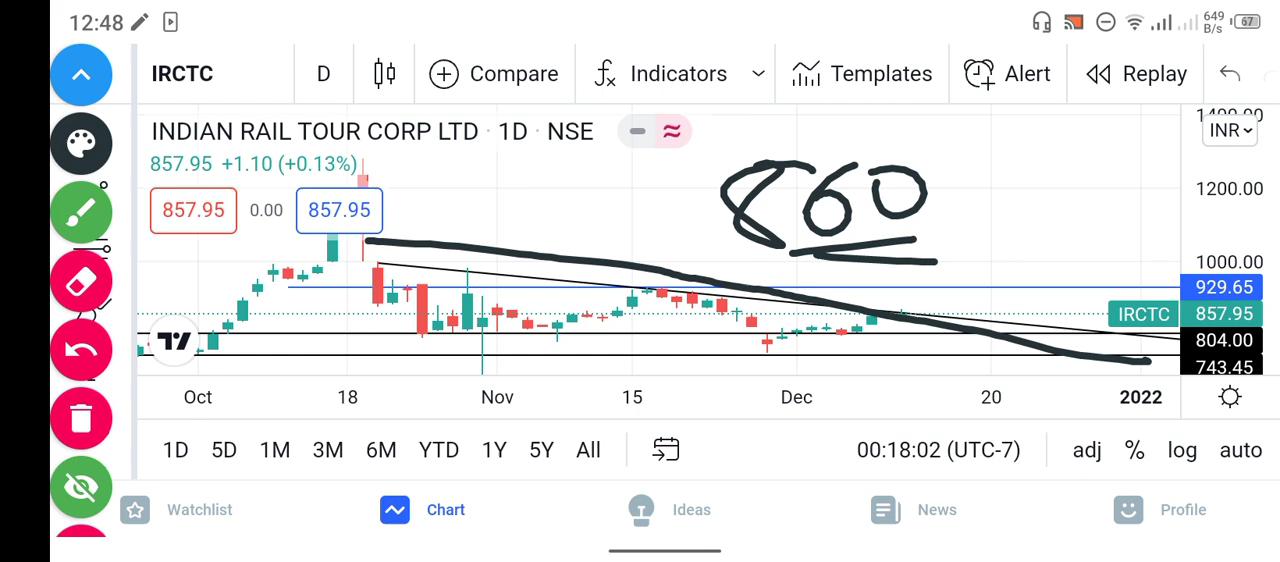 12:48 649 B/s 67
IRCTC D Compare Indicators Templates Alert Replay
INDIAN RAIL TOUR CORP LTD · 1D · NSE
857.95 +1.10 (+0.13%)
857.95 0.00 857.95
860
1400.00
INR
1200.00
1000.00
929.65
IRCTC 857.95
804.00
743.45
Oct 18 Nov 15 Dec 20 2022
1D 5D 1M 3M 6M YTD 1Y 5Y All 00:18:02 (UTC-7) adj % log auto
Watchlist Chart Ideas News Profile